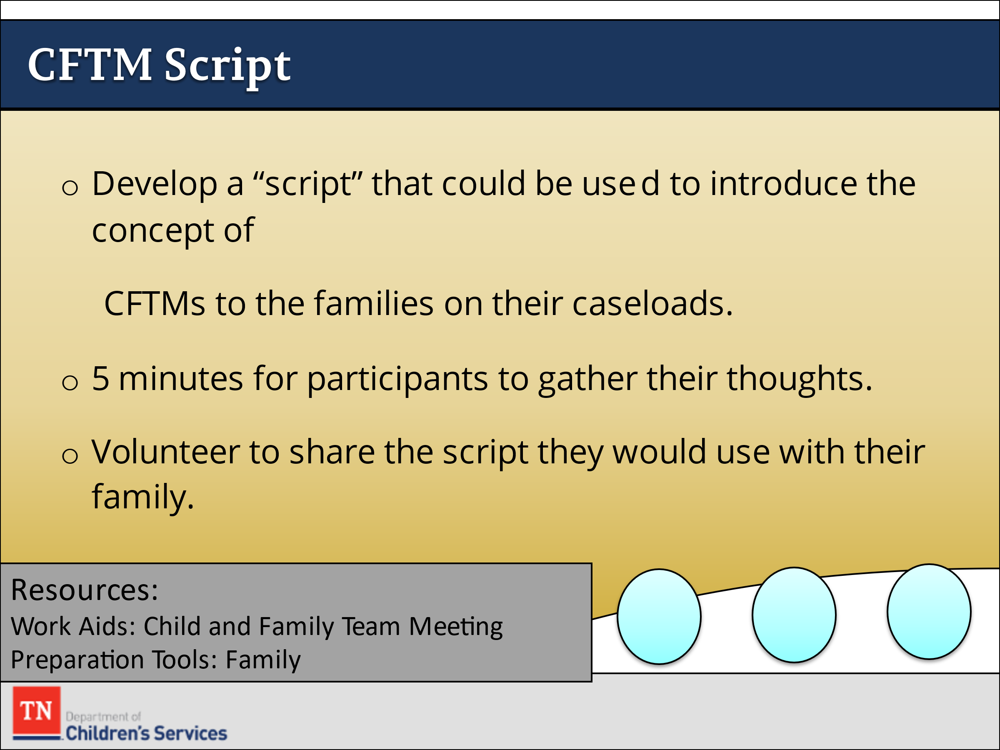 CFTM Script
○ Develop a “script” that could be used to introduce the
concept of
CFTMs to the families on their caseloads.
○ 5 minutes for participants to gather their thoughts.
○ Volunteer to share the script they would use with their
family.
Resources:
Work Aids: Child and Family Team Meeting
Preparation Tools: Family
TN
Department of
Children's Services